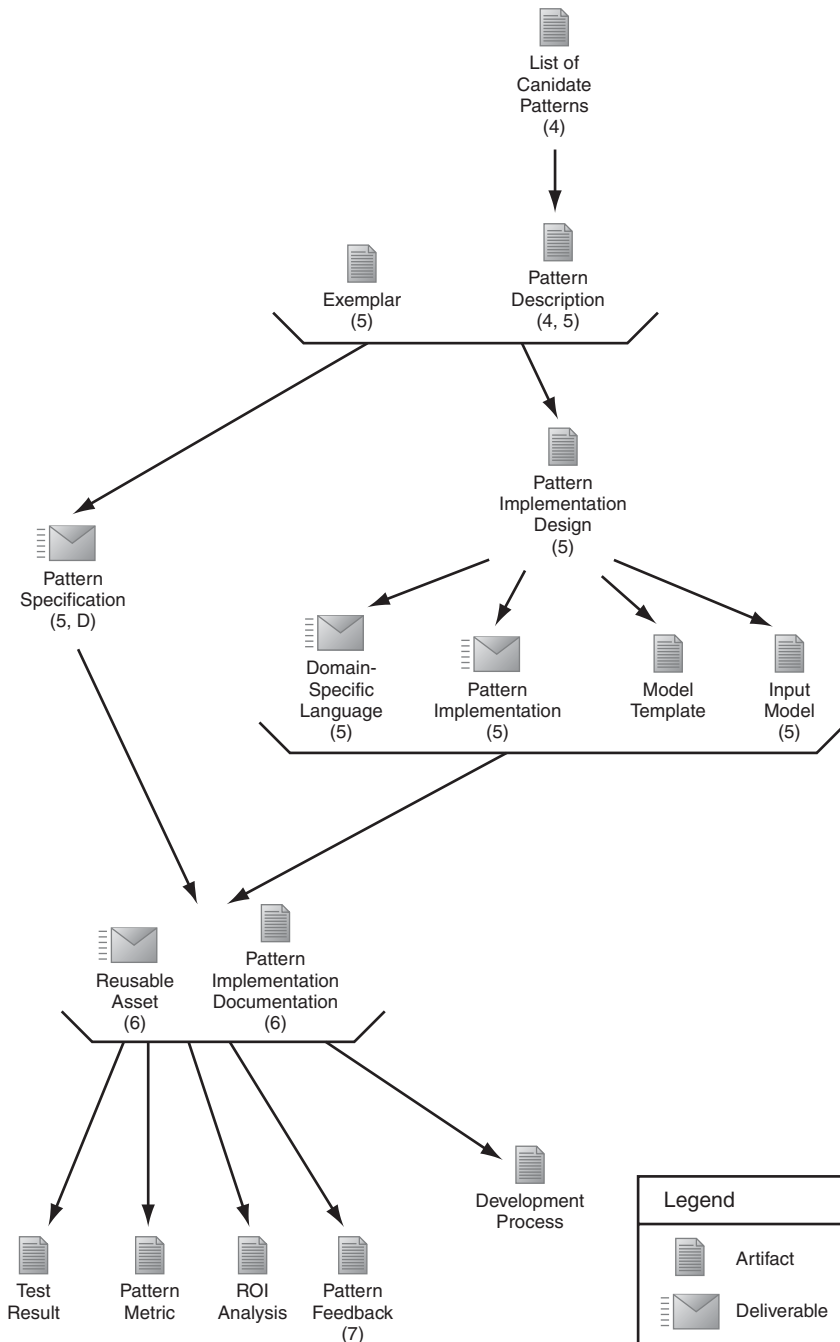 List of
Canidate
Patterns
(4)
Exemplar
(5)
Pattern
Description
(4, 5)
Pattern
Implementation
Design
(5)
Pattern
Specification
(5, D)
Domain-
Specific
Language
(5)
Pattern
Implementation
(5)
Model
Template
Input
Model
(5)
Reusable
Asset
(6)
Pattern
Implementation
Documentation
(6)
Development
Process
Test
Result
Pattern
Metric
ROI
Analysis
Pattern
Feedback
(7)
Legend
Artifact
Deliverable